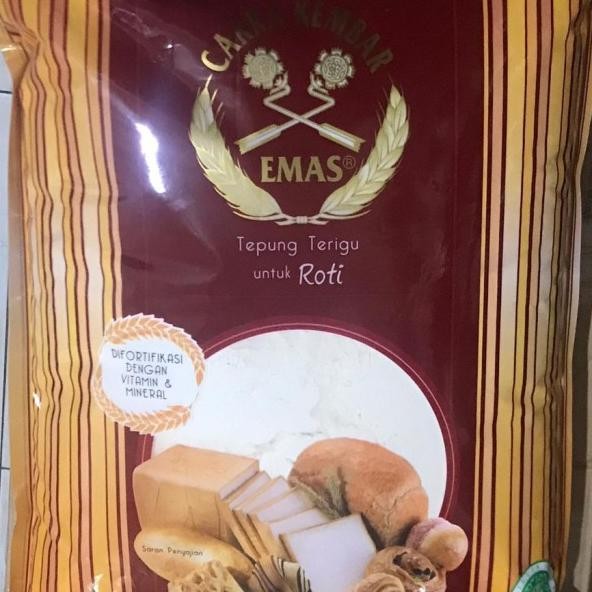 CAKRA KEMBAR
EMAS®
Tepung Terigu
untuk Roti
DIFORTIFIKASI
DENGAN
VITAMIN &
MINERAL
Saran Penyajian